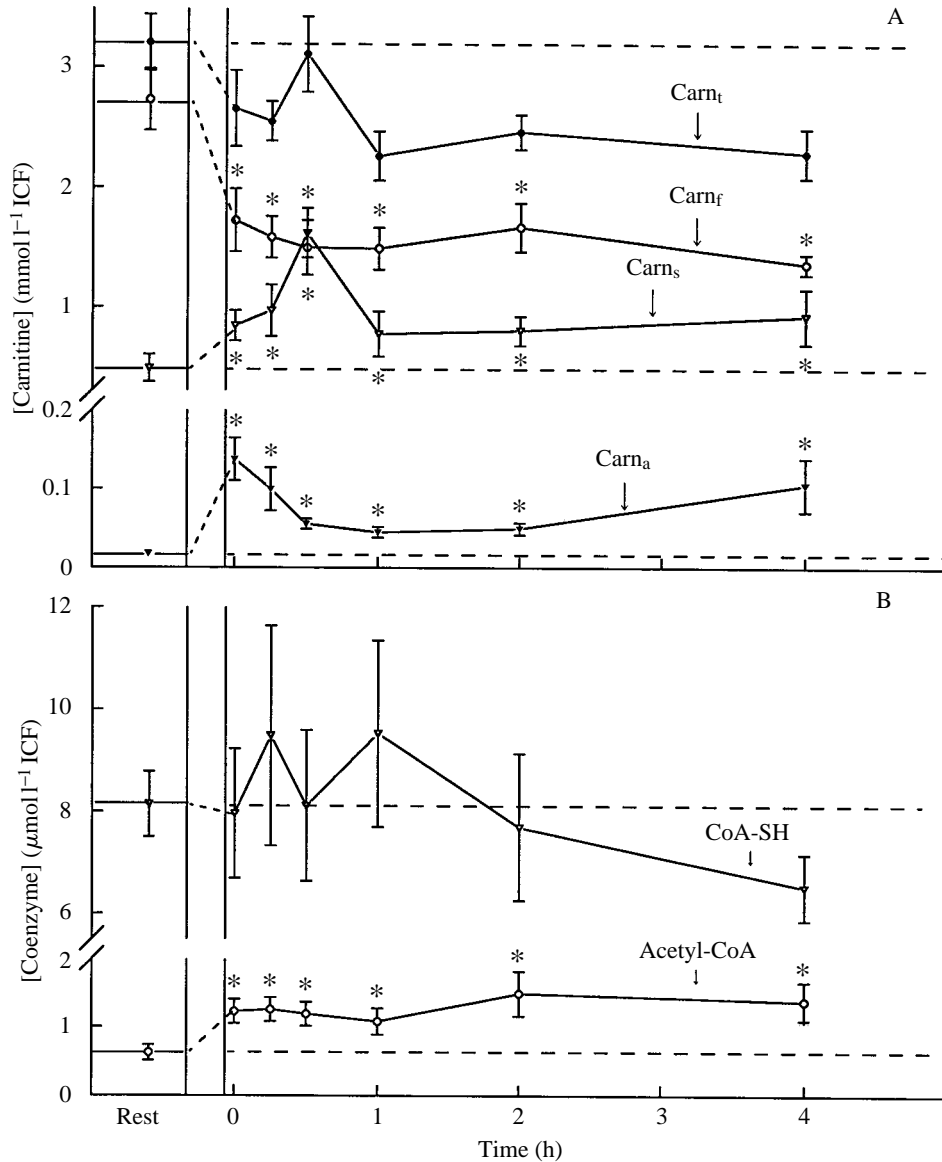 A
[Carnitine] (mmol l⁻¹ ICF)
3
2
1
0.2
0.1
0
Carnₜ
Carn_f
Carnₛ
Carnₐ
* * * * * *
* * * * * *
* * * * * *
B
[Coenzyme] (μmol l⁻¹ ICF)
12
10
8
6
2
1
0
CoA-SH
Acetyl-CoA
* * * * * *
Rest 0 1 2 3 4
Time (h)